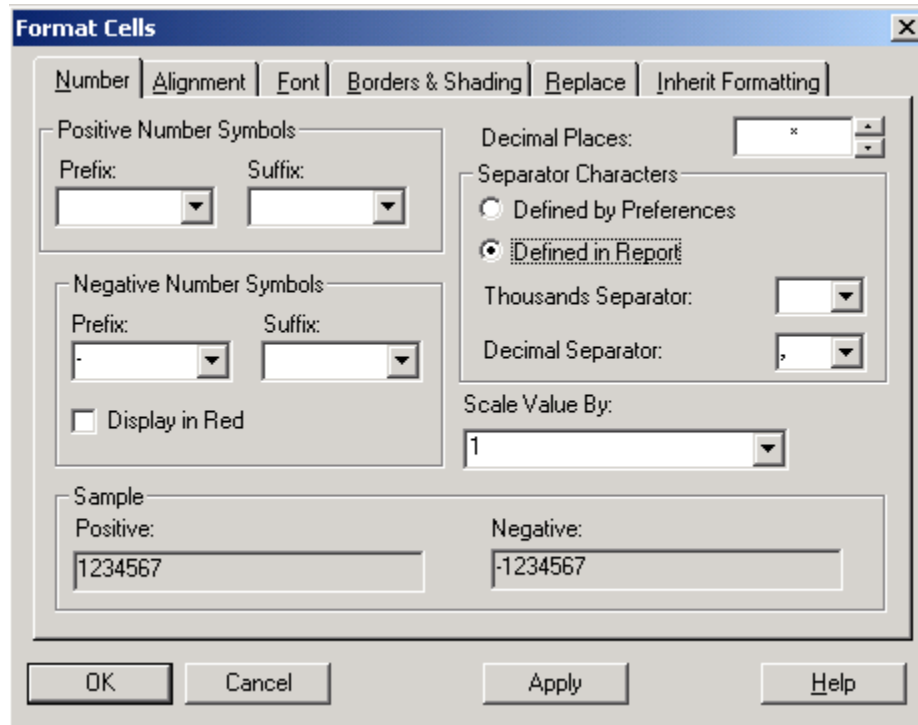 Format Cells
Number Alignment Font Borders & Shading Replace Inherit Formatting
Positive Number Symbols
Prefix: Suffix:
Negative Number Symbols
Prefix: Suffix:
-
Display in Red
Decimal Places: *
Separator Characters
Defined by Preferences
Defined in Report
Thousands Separator:
Decimal Separator: ,
Scale Value By:
1
Sample
Positive: Negative:
1234567 -1234567
OK Cancel Apply Help